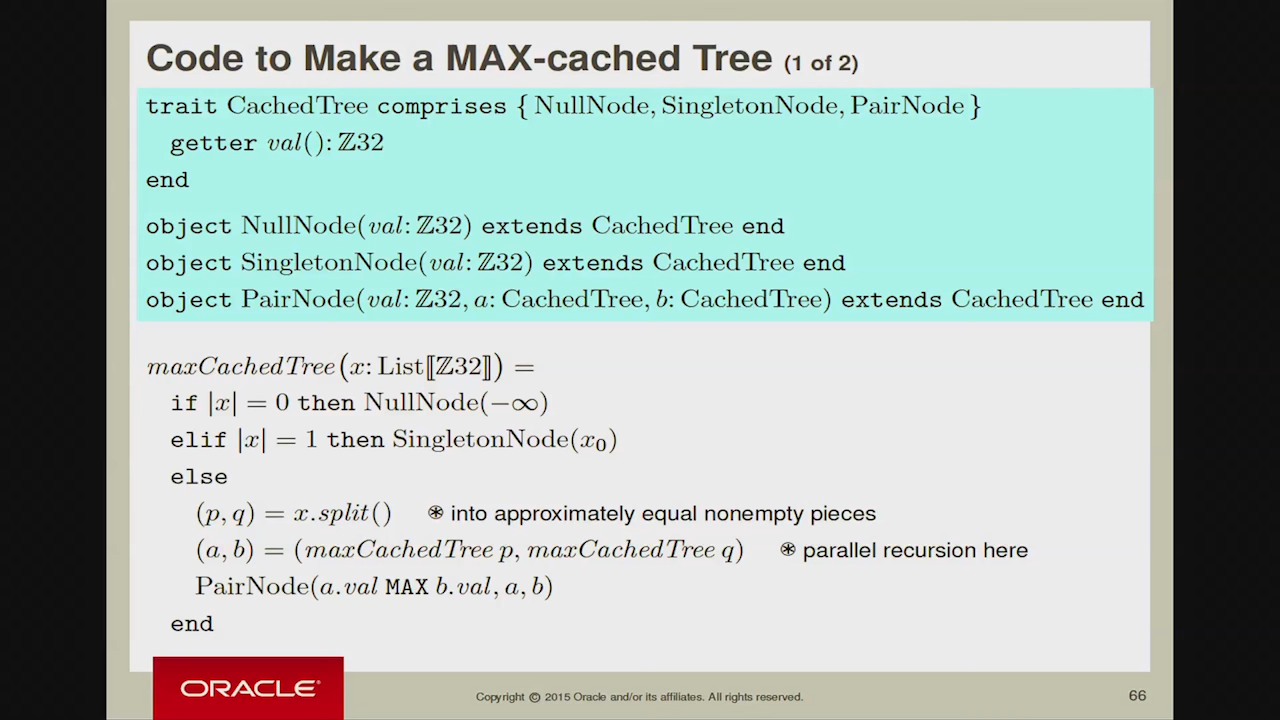 Code to Make a MAX-cached Tree (1 of 2)
trait CachedTree comprises { NullNode, SingletonNode, PairNode }
getter val(): ℤ32
end
object NullNode(val: ℤ32) extends CachedTree end
object SingletonNode(val: ℤ32) extends CachedTree end
object PairNode(val: ℤ32, a: CachedTree, b: CachedTree) extends CachedTree end
maxCachedTree(x: List⟦ℤ32⟧) =
if |x| = 0 then NullNode(−∞)
elif |x| = 1 then SingletonNode(x₀)
else
(p, q) = x.split() ⊛ into approximately equal nonempty pieces
(a, b) = (maxCachedTree p, maxCachedTree q) ⊛ parallel recursion here
PairNode(a.val MAX b.val, a, b)
end
ORACLE®
Copyright © 2015 Oracle and/or its affiliates. All rights reserved.
66